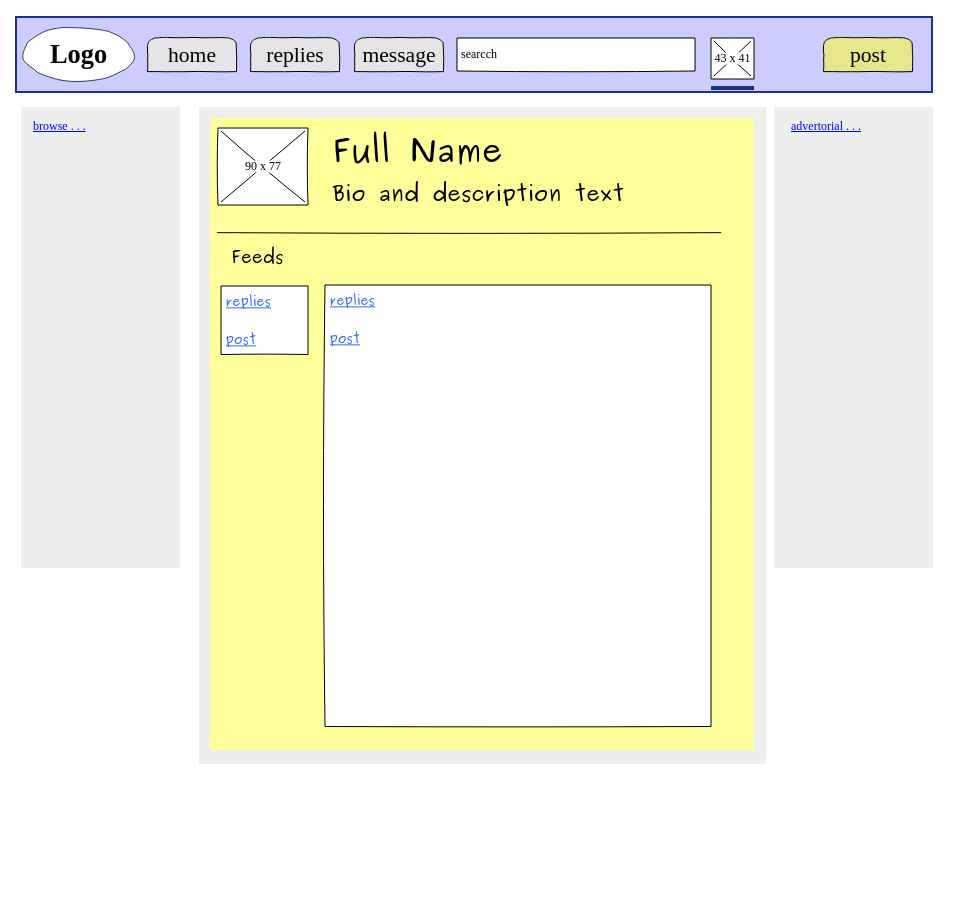 Logo
home
replies
message
searcch
43 x 41
post
browse . . .
90 x 77
Full Name
Bio and description text
Feeds
replies
post
replies
post
advertorial . . .